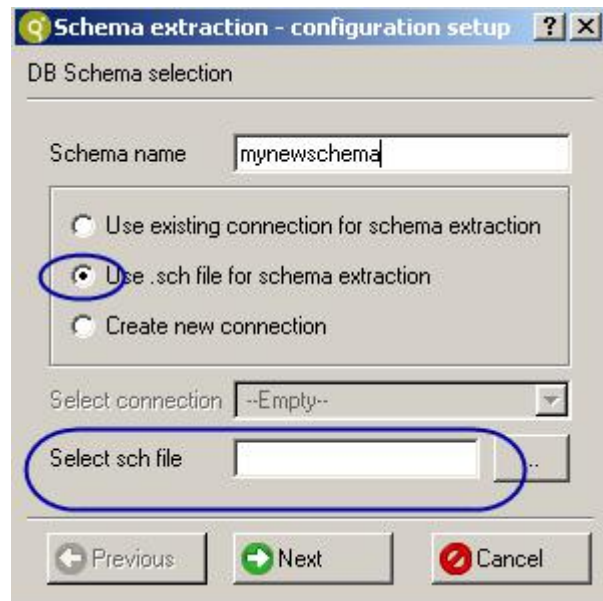 Schema extraction - configuration setup
DB Schema selection
Schema name mynewschema
Use existing connection for schema extraction
Use .sch file for schema extraction
Create new connection
Select connection --Empty--
Select sch file ...
Previous Next Cancel